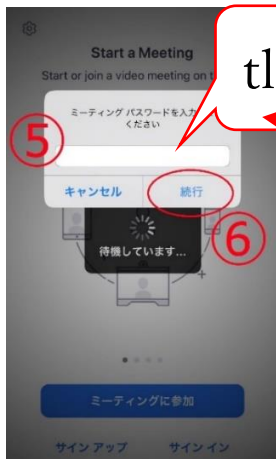 Start a Meeting
Start or join a video meeting on
ミーティング パスワードを入力
ください
⑤
キャンセル
続行
⑥
待機しています...
ミーティングに参加
サイン アップ
サイン イン